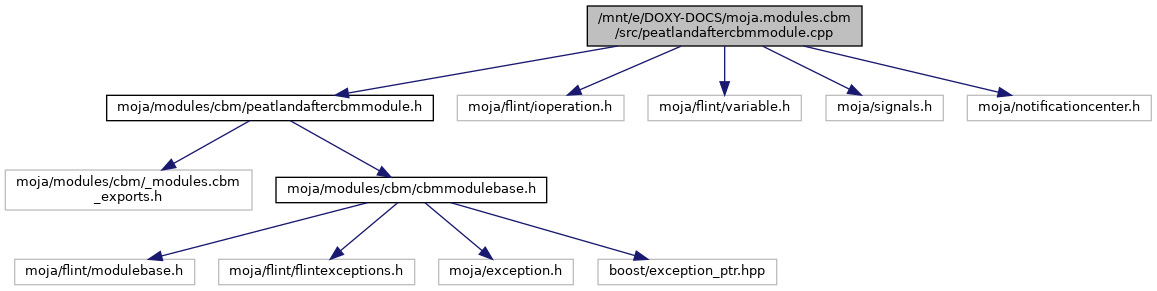 /mnt/e/DOXY-DOCS/moja.modules.cbm
/src/peatlandaftercbmmodule.cpp
moja/modules/cbm/peatlandaftercbmmodule.h
moja/flint/ioperation.h
moja/flint/variable.h
moja/signals.h
moja/notificationcenter.h
moja/modules/cbm/_modules.cbm
_exports.h
moja/modules/cbm/cbmmodulebase.h
moja/flint/modulebase.h
moja/flint/flintexceptions.h
moja/exception.h
boost/exception_ptr.hpp